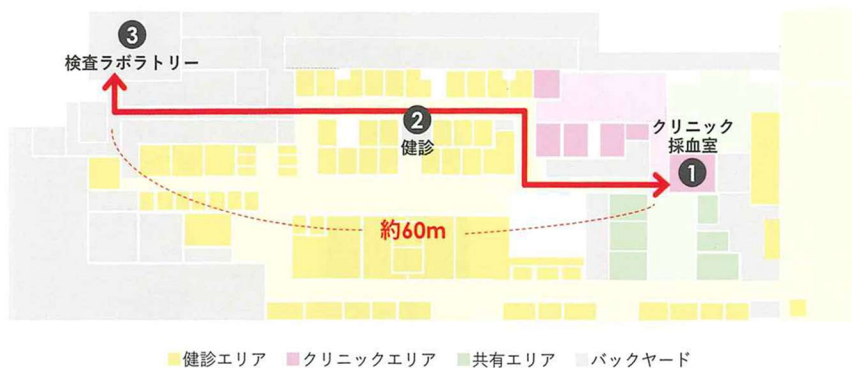 3
検査ラボラトリー
2
健診
クリニック
採血室
1
約60m
健診エリア クリニックエリア 共有エリア バックヤード